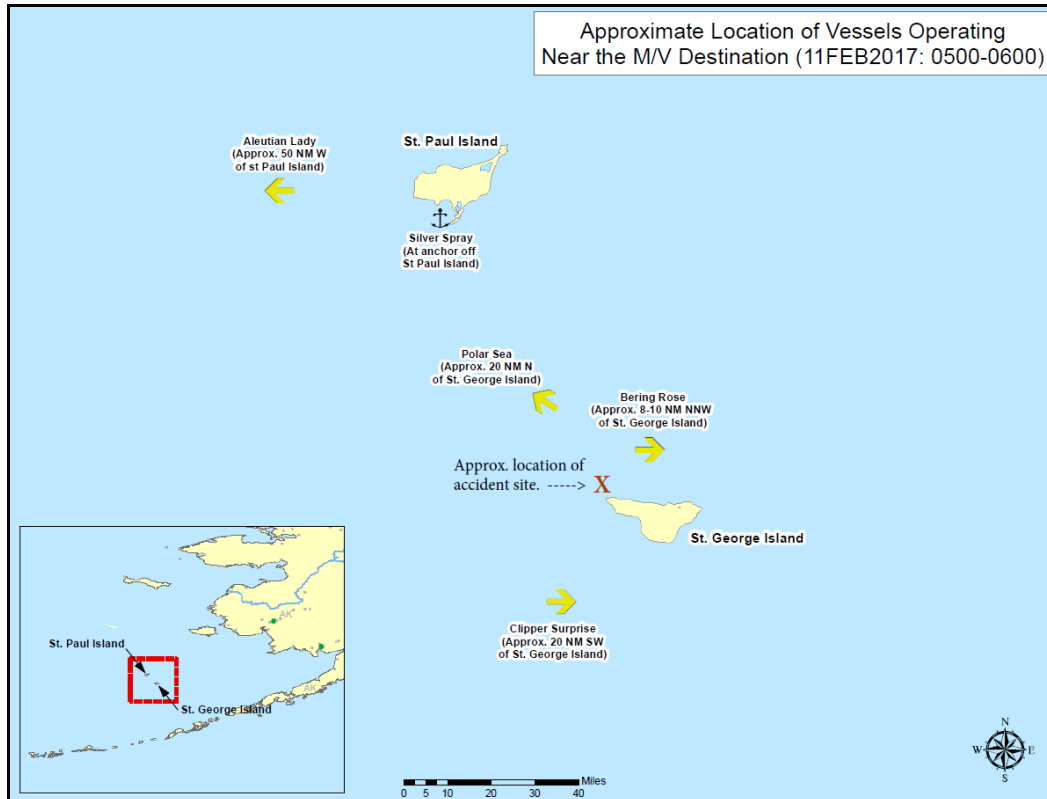 Approximate Location of Vessels Operating
Near the M/V Destination (11FEB2017: 0500-0600)
Aleutian Lady
(Approx. 50 NM W
of st Paul Island)
St. Paul Island
Silver Spray
(At anchor off
St Paul Island)
Polar Sea
(Approx. 20 NM N
of St. George Island)
Bering Rose
(Approx. 8-10 NM NNW
of St. George Island)
Approx. location of
accident site. ----->
X
St. George Island
Clipper Surprise
(Approx. 20 NM SW
of St. George Island)
AK
St. Paul Island
AK
St. George Island
N
W
E
S
Miles
0 5 10 20 30 40